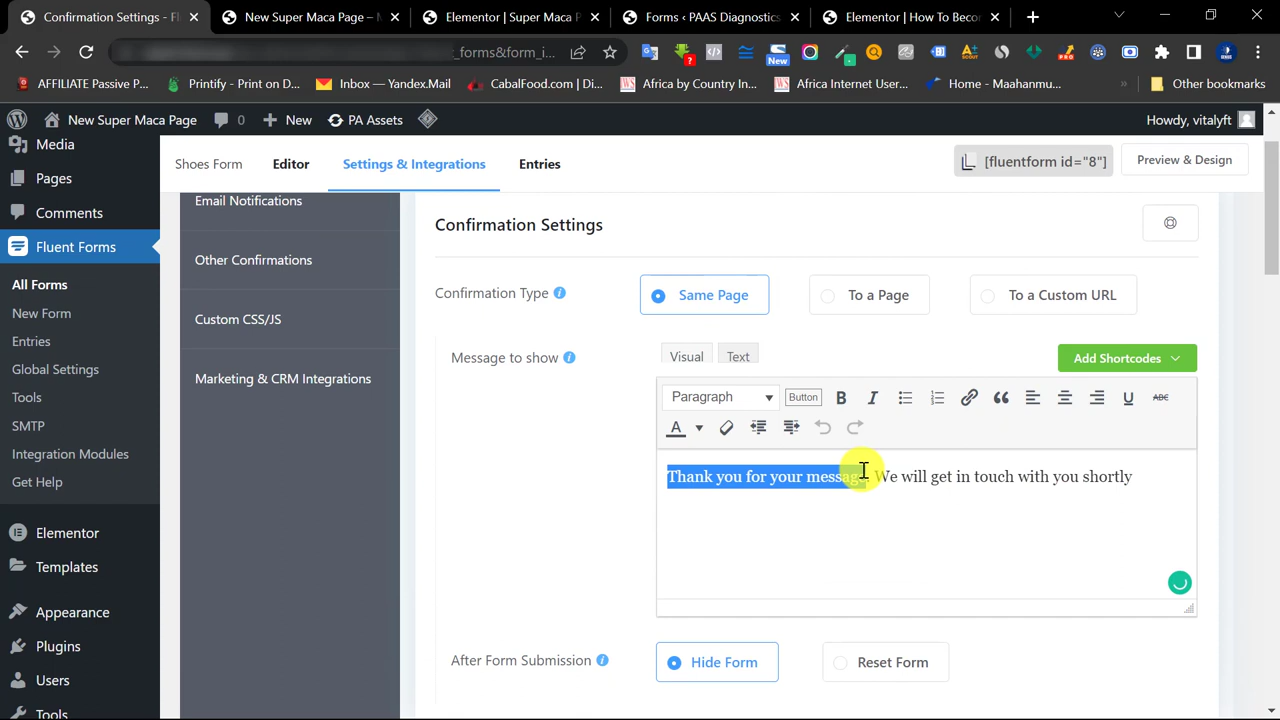 Confirmation Settings - Fl
New Super Maca Page – N
Elementor | Super Maca P
Forms ‹ PAAS Diagnostics
Elementor | How To Becor
_forms&form_i...
New
PRO
AFFILIATE Passive P...
Printify - Print on D...
Inbox — Yandex.Mail
CabalFood.com | Di...
Africa by Country In...
Africa Internet User...
Home - Maahanmu...
»
Other bookmarks
New Super Maca Page
0
New
PA Assets
Howdy, vitalyft
Media
Pages
Comments
Fluent Forms
All Forms
New Form
Entries
Global Settings
Tools
SMTP
Integration Modules
Get Help
Elementor
Templates
Appearance
Plugins
Users
Tools
Shoes Form
Editor
Settings & Integrations
Entries
[fluentform id="8"]
Preview & Design
Email Notifications
Other Confirmations
Custom CSS/JS
Marketing & CRM Integrations
Confirmation Settings
Confirmation Type
Same Page
To a Page
To a Custom URL
Message to show
Visual
Text
Add Shortcodes
Paragraph
Button
B
I
U
ABC
A
Thank you for your message. We will get in touch with you shortly
After Form Submission
Hide Form
Reset Form